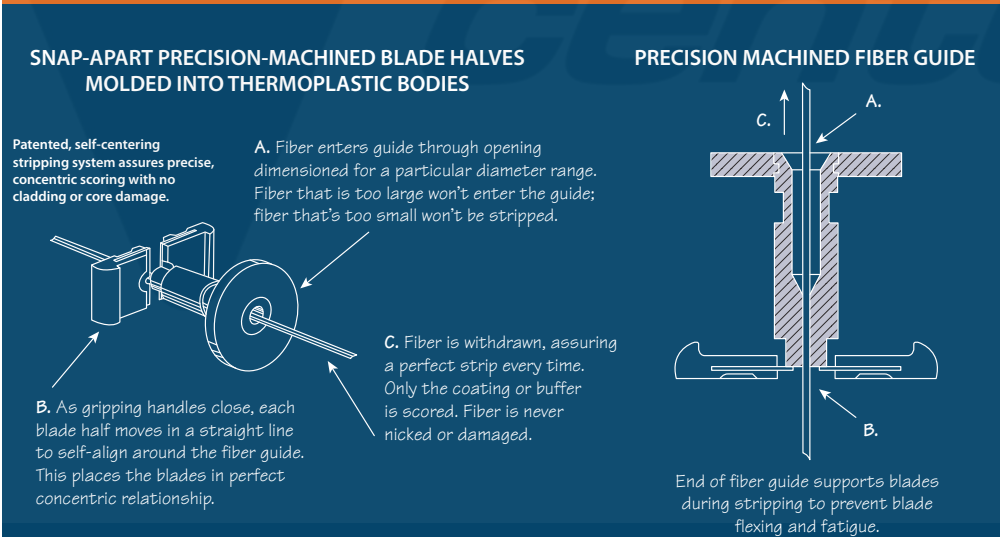 SNAP-APART PRECISION-MACHINED BLADE HALVES
MOLDED INTO THERMOPLASTIC BODIES
Patented, self-centering
stripping system assures precise,
concentric scoring with no
cladding or core damage.
A. Fiber enters guide through opening
dimensioned for a particular diameter range.
Fiber that is too large won't enter the guide;
fiber that's too small won't be stripped.
C. Fiber is withdrawn, assuring
a perfect strip every time.
Only the coating or buffer
is scored. Fiber is never
nicked or damaged.
B. As gripping handles close, each
blade half moves in a straight line
to self-align around the fiber guide.
This places the blades in perfect
concentric relationship.
PRECISION MACHINED FIBER GUIDE
C.
A.
B.
End of fiber guide supports blades
during stripping to prevent blade
flexing and fatigue.